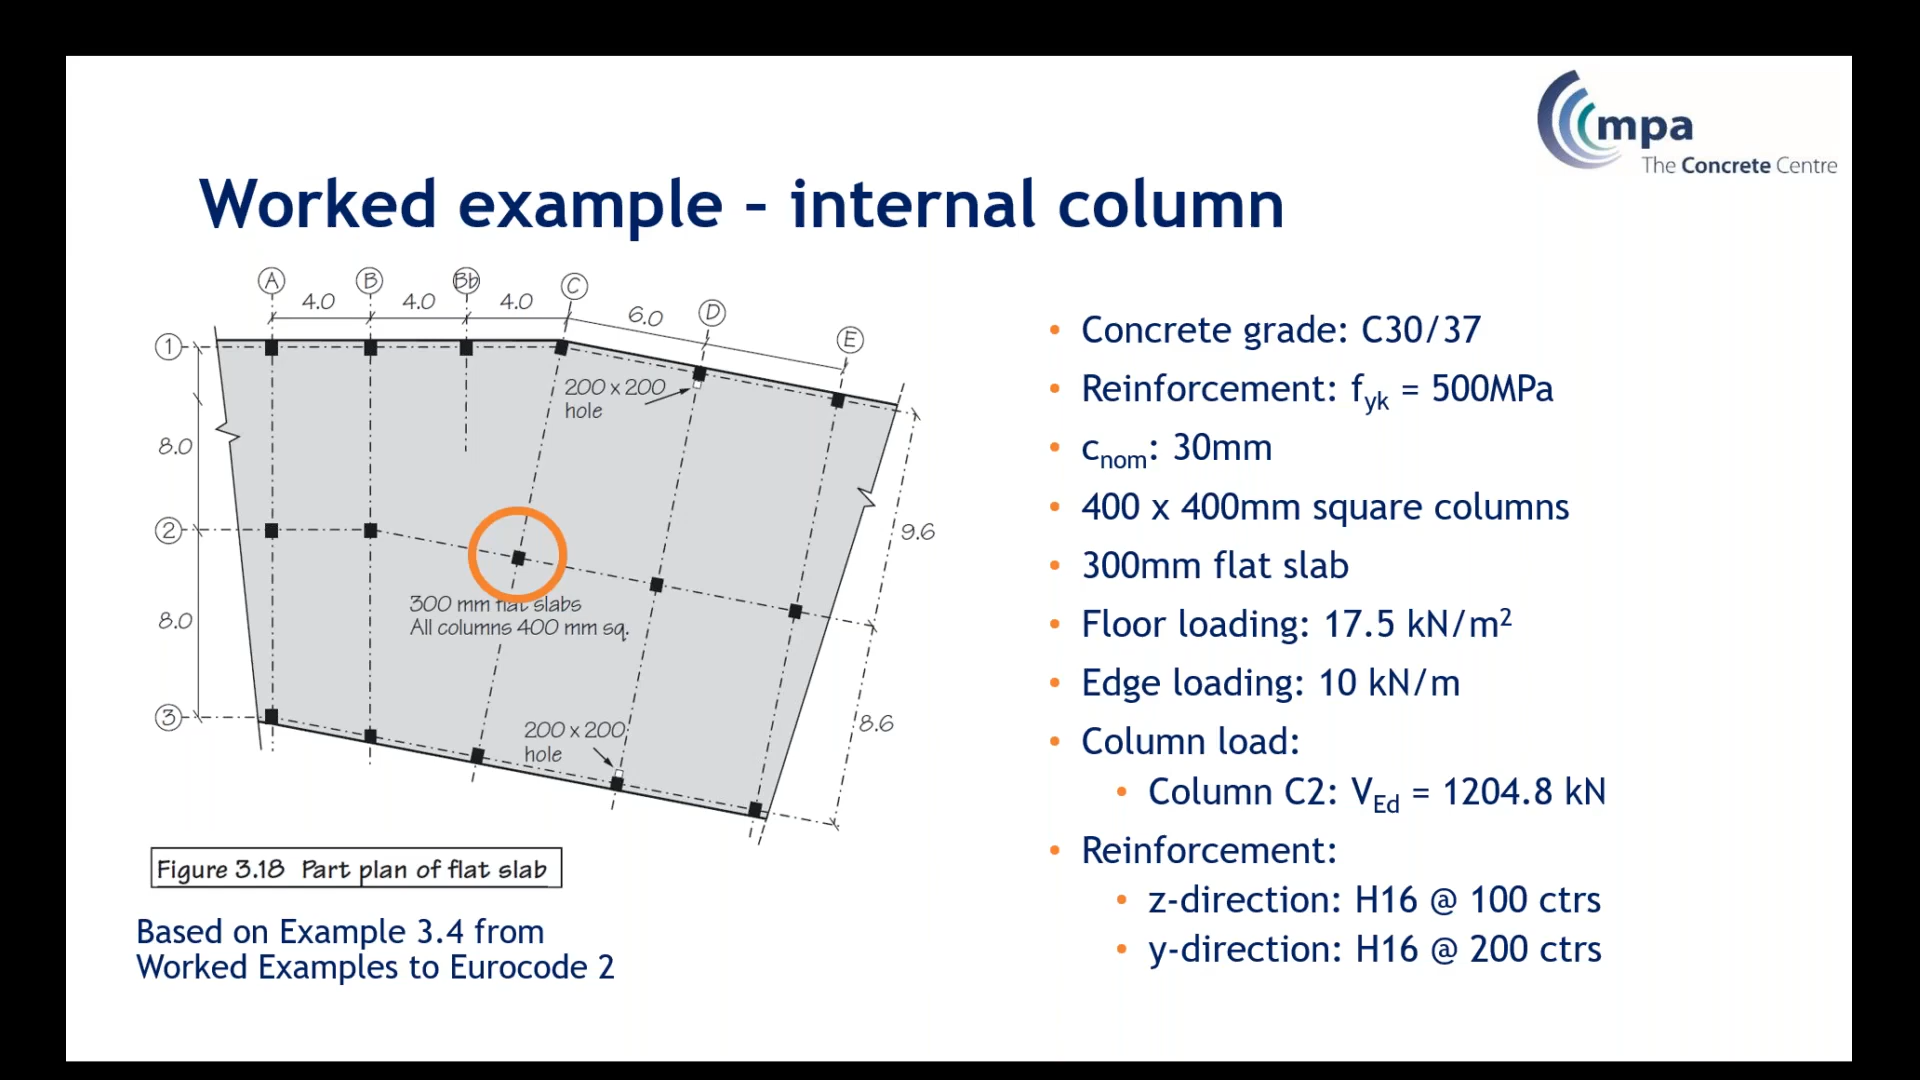 mpa
The Concrete Centre
Worked example – internal column
A
B
Bb
C
D
E
4.0
4.0
4.0
6.0
1
2
3
8.0
8.0
9.6
8.6
200 x 200
hole
300 mm flat slabs
All columns 400 mm sq.
200 x 200
hole
Figure 3.18 Part plan of flat slab
Based on Example 3.4 from
Worked Examples to Eurocode 2
• Concrete grade: C30/37
• Reinforcement: fyk = 500MPa
• cnom: 30mm
• 400 x 400mm square columns
• 300mm flat slab
• Floor loading: 17.5 kN/m²
• Edge loading: 10 kN/m
• Column load:
• Column C2: VEd = 1204.8 kN
• Reinforcement:
• z-direction: H16 @ 100 ctrs
• y-direction: H16 @ 200 ctrs